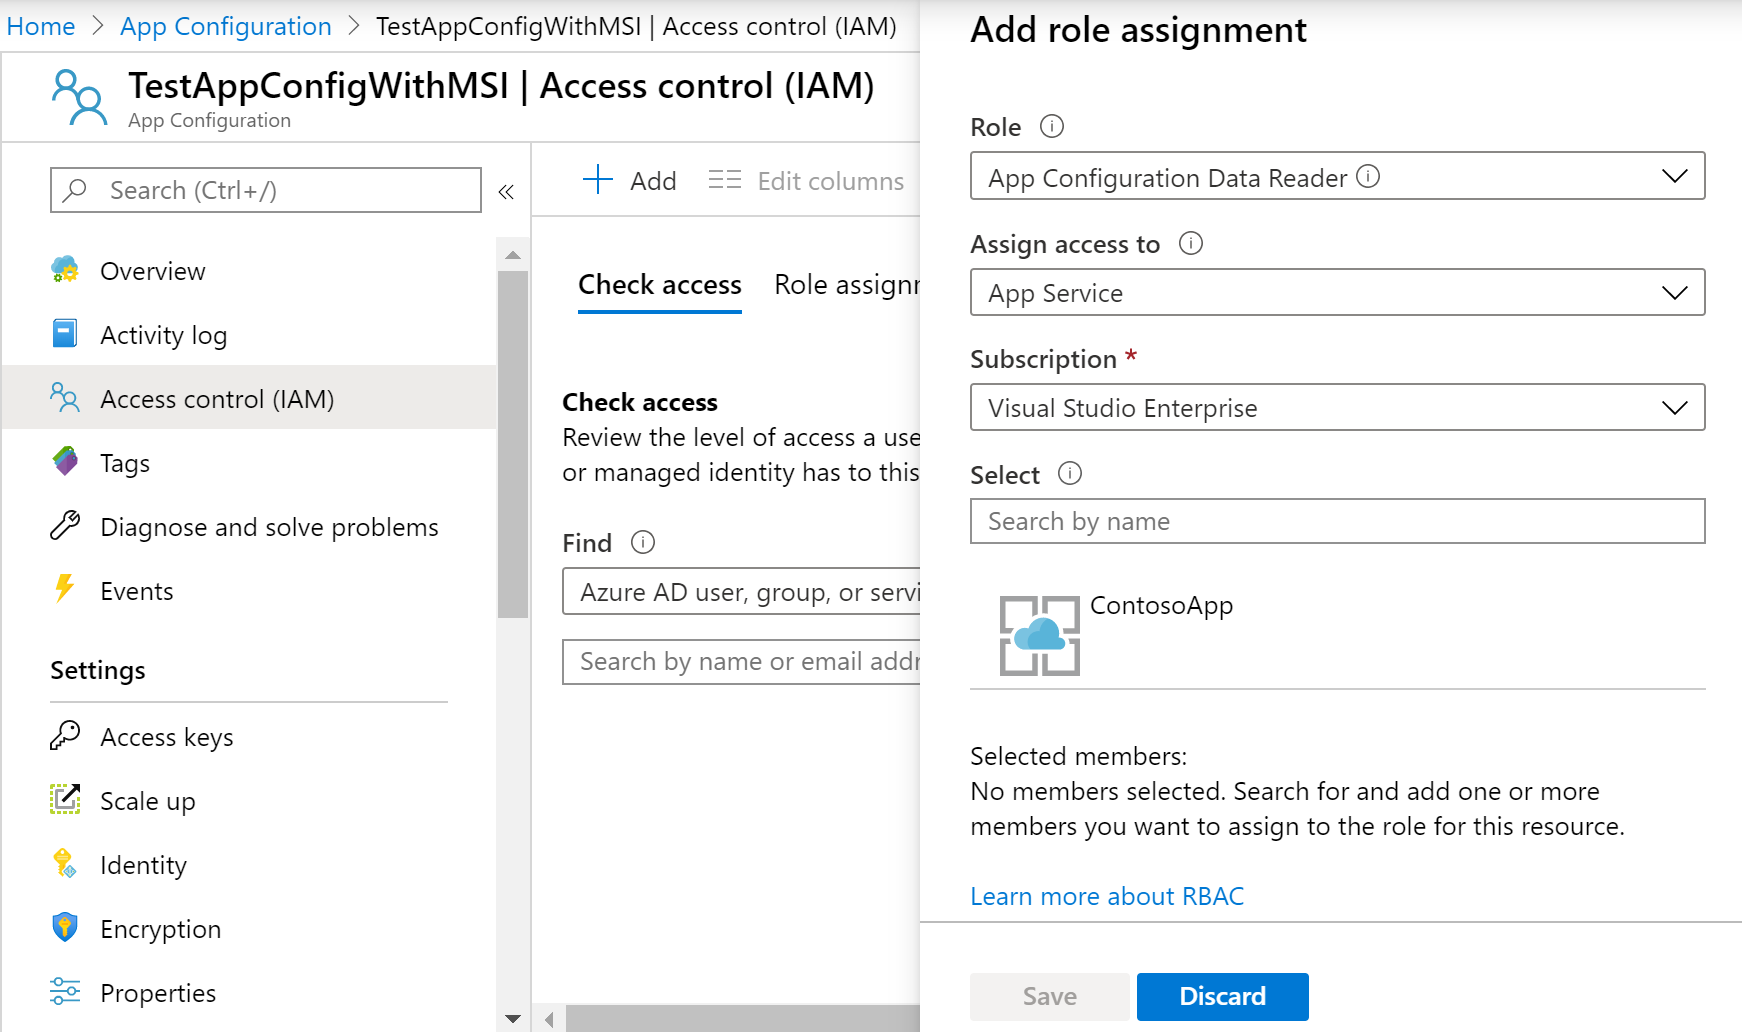 Home > App Configuration > TestAppConfigWithMSI | Access control (IAM)
TestAppConfigWithMSI | Access control (IAM)
App Configuration
Search (Ctrl+/)
«
Overview
Activity log
Access control (IAM)
Tags
Diagnose and solve problems
Events
Settings
Access keys
Scale up
Identity
Encryption
Properties
Add
Edit columns
Check access
Role assignm
Check access
Review the level of access a use
or managed identity has to this
Find
Azure AD user, group, or servi
Search by name or email addr
Add role assignment
Role
App Configuration Data Reader
Assign access to
App Service
Subscription *
Visual Studio Enterprise
Select
Search by name
ContosoApp
Selected members:
No members selected. Search for and add one or more
members you want to assign to the role for this resource.
Learn more about RBAC
Save
Discard